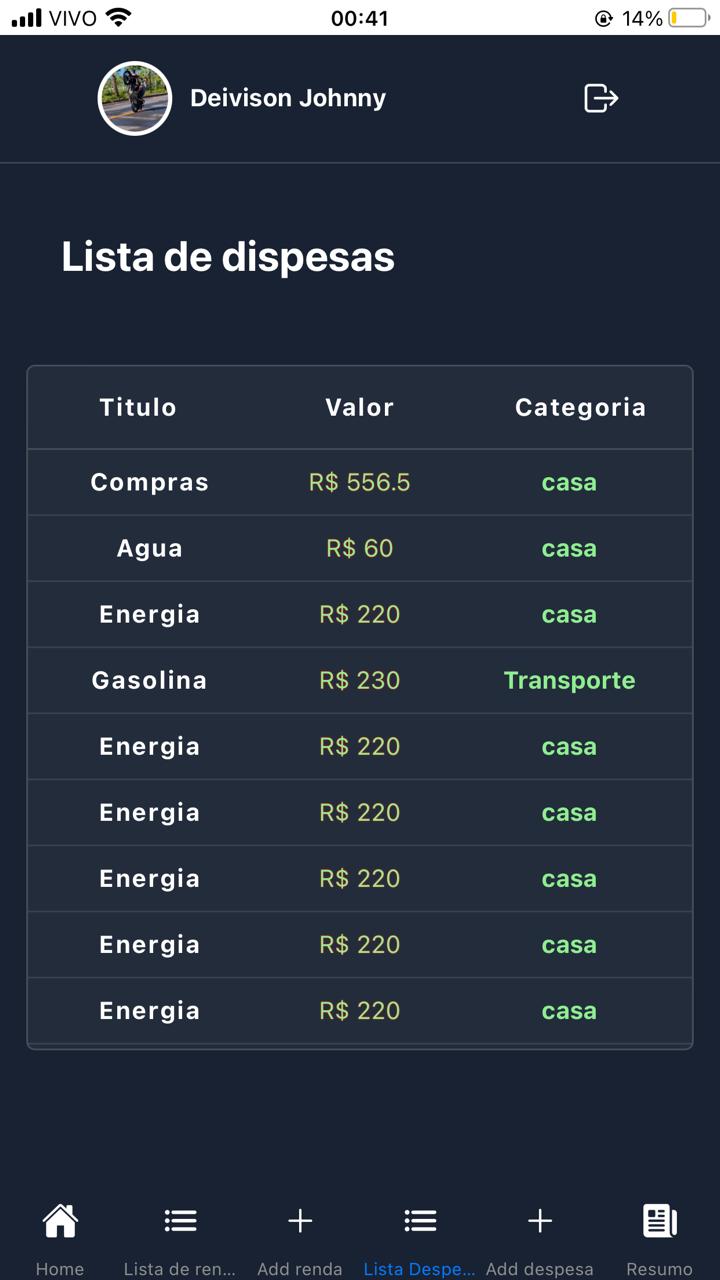 VIVO 00:41 14%
Deivison Johnny
Lista de dispesas
Titulo Valor Categoria
Compras R$ 556.5 casa
Agua R$ 60 casa
Energia R$ 220 casa
Gasolina R$ 230 Transporte
Energia R$ 220 casa
Energia R$ 220 casa
Energia R$ 220 casa
Energia R$ 220 casa
Energia R$ 220 casa
Home Lista de ren... Add renda Lista Despe... Add despesa Resumo